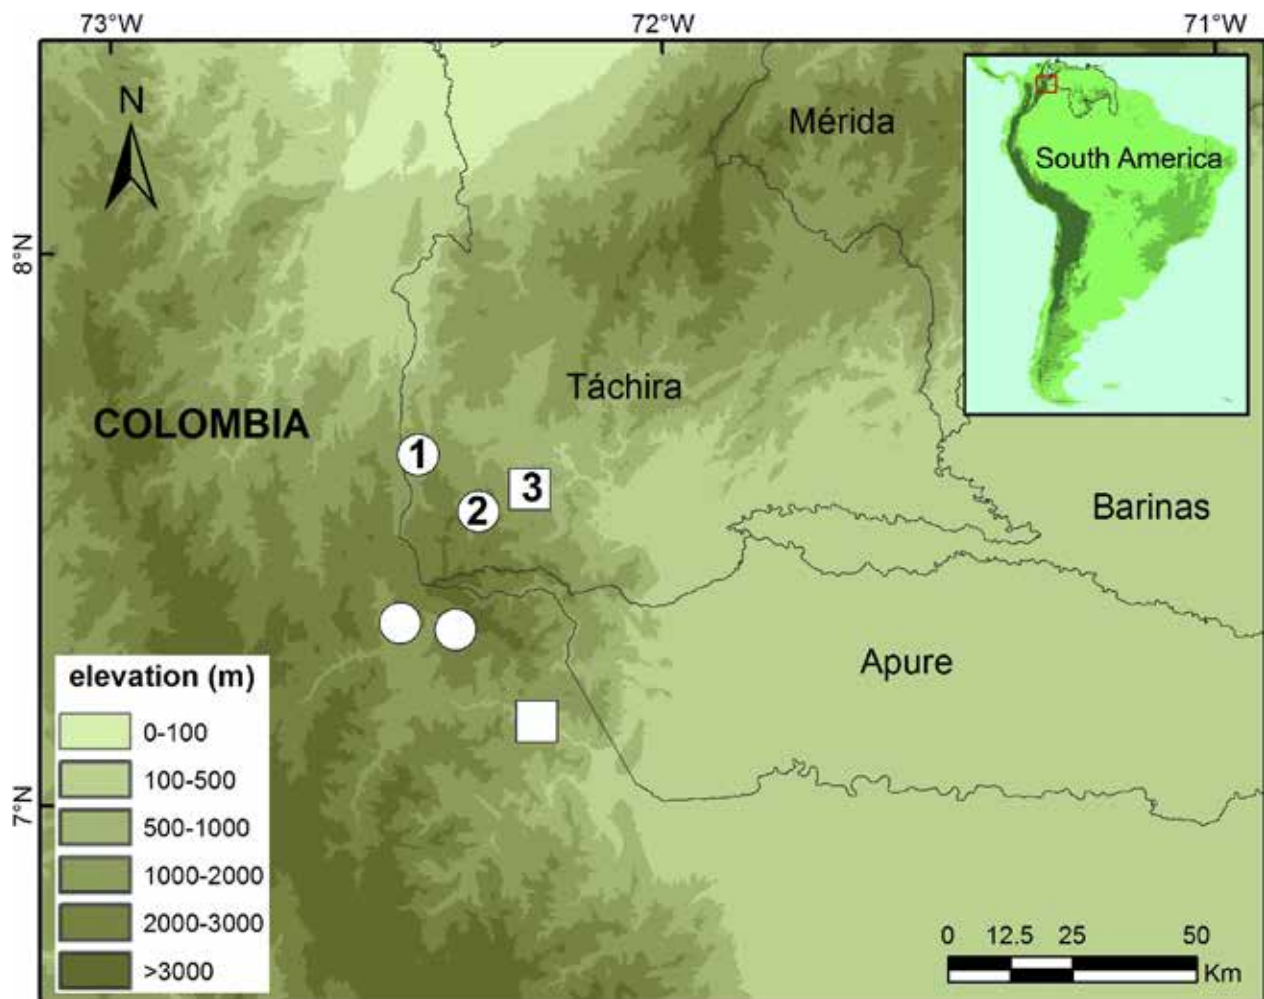 73°W 72°W 71°W
N
Mérida
South America
8°N
Táchira
COLOMBIA
1
3
2
Barinas
Apure
elevation (m)
0-100
100-500
500-1000
1000-2000
2000-3000
>3000
7°N
0 12.5 25 50
Km